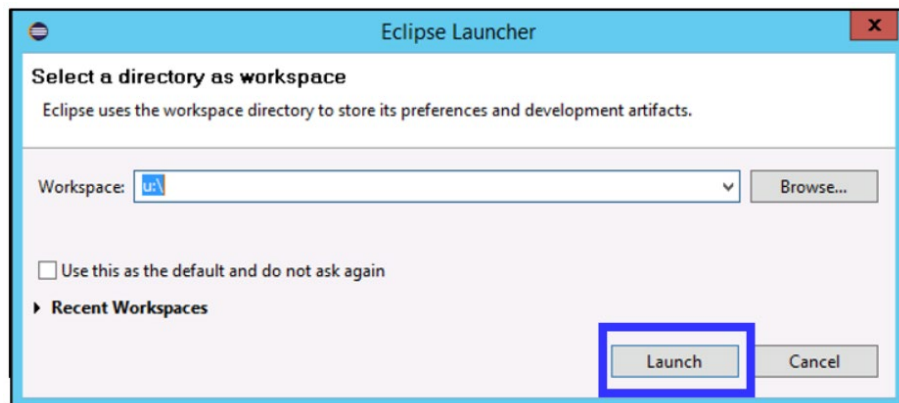 Eclipse Launcher
x
Select a directory as workspace
Eclipse uses the workspace directory to store its preferences and development artifacts.
Workspace: u:\ Browse...
Use this as the default and do not ask again
Recent Workspaces
Launch Cancel